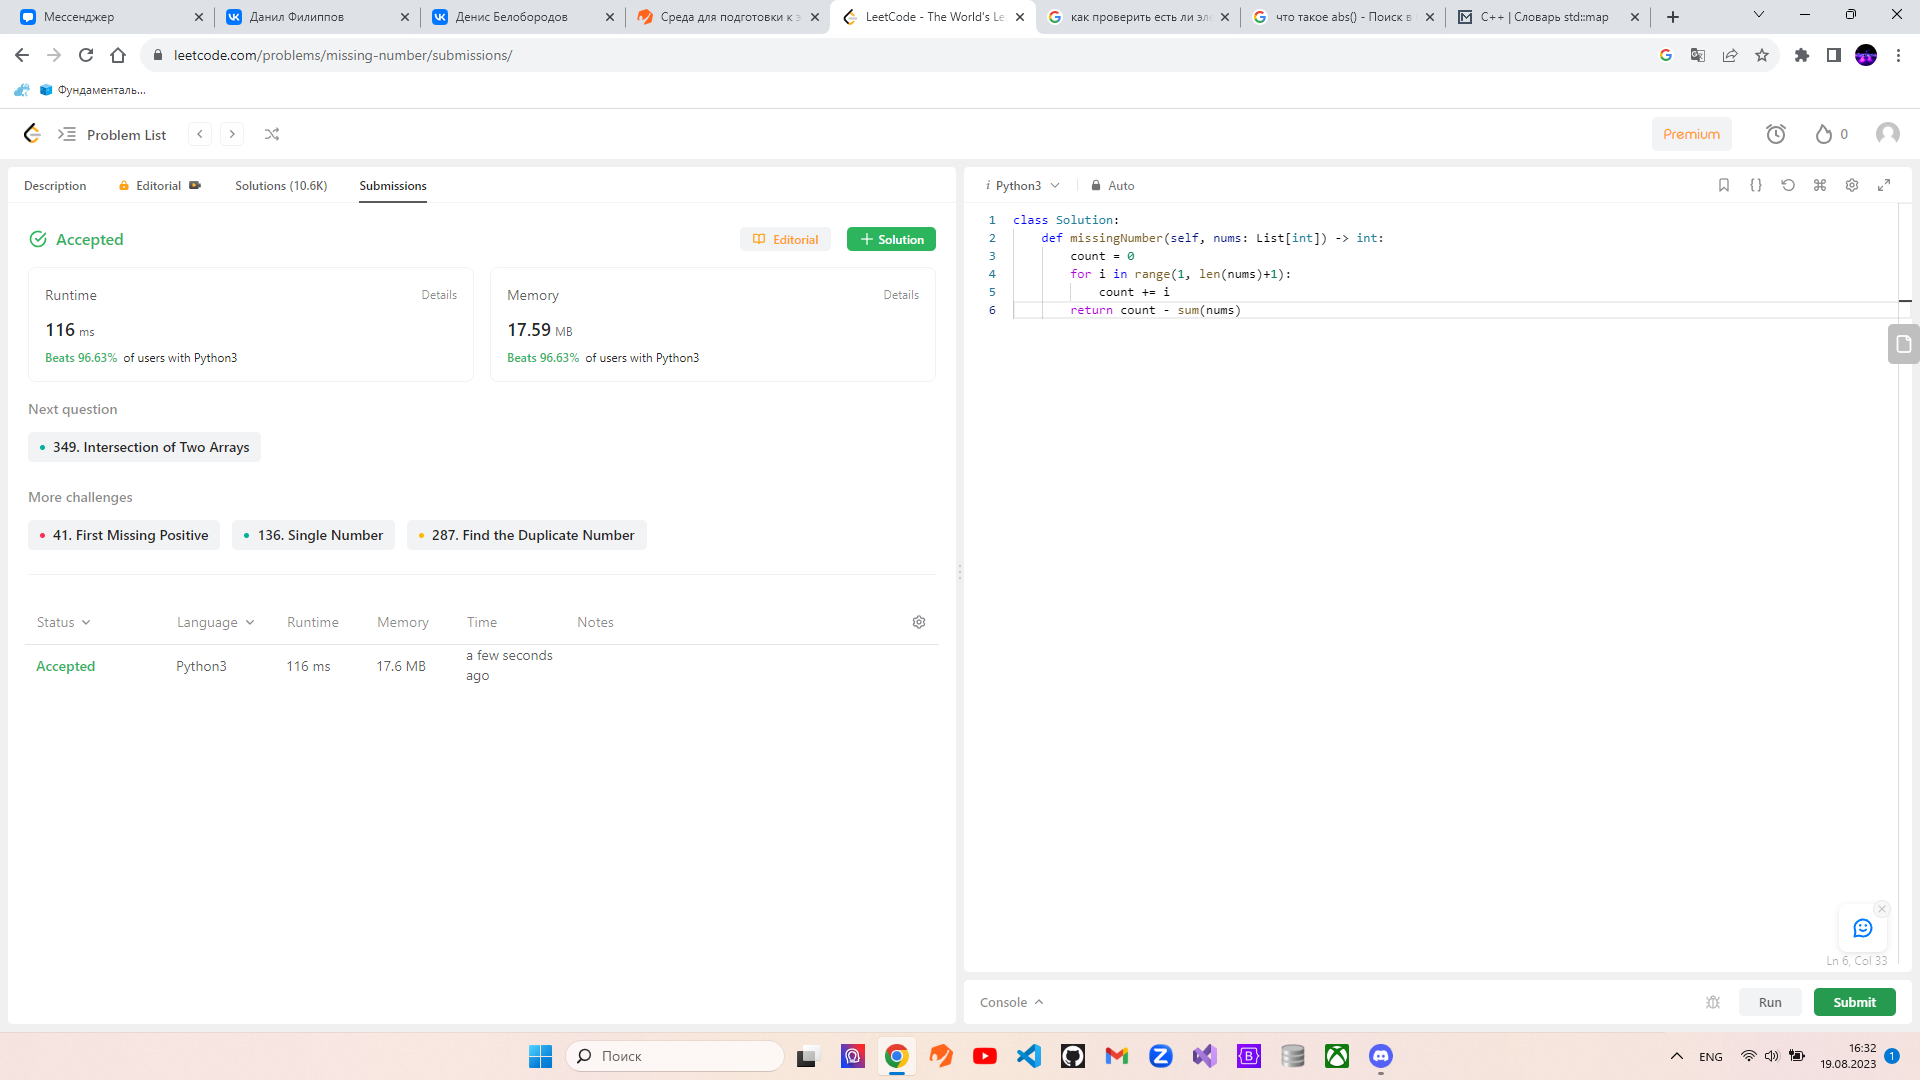 Мессенджер
Данил Филиппов
Денис Белобородов
Среда для подготовки к э
LeetCode - The World's Le
как проверить есть ли эле
что такое abs() - Поиск в
C++ | Словарь std::map
leetcode.com/problems/missing-number/submissions/
Фундаменталь...
Problem List
Premium
0
Description
Editorial
Solutions (10.6K)
Submissions
Accepted
Editorial
Solution
Runtime
Details
116 ms
Beats 96.63% of users with Python3
Memory
Details
17.59 MB
Beats 96.63% of users with Python3
Next question
349. Intersection of Two Arrays
More challenges
41. First Missing Positive
136. Single Number
287. Find the Duplicate Number
Status
Language
Runtime
Memory
Time
Notes
Accepted
Python3
116 ms
17.6 MB
a few seconds
ago
i Python3
Auto
1 class Solution:
2 def missingNumber(self, nums: List[int]) -> int:
3 count = 0
4 for i in range(1, len(nums)+1):
5 count += i
6 return count - sum(nums)
Ln 6, Col 33
Console
Run
Submit
Поиск
ENG
16:32
19.08.2023
1